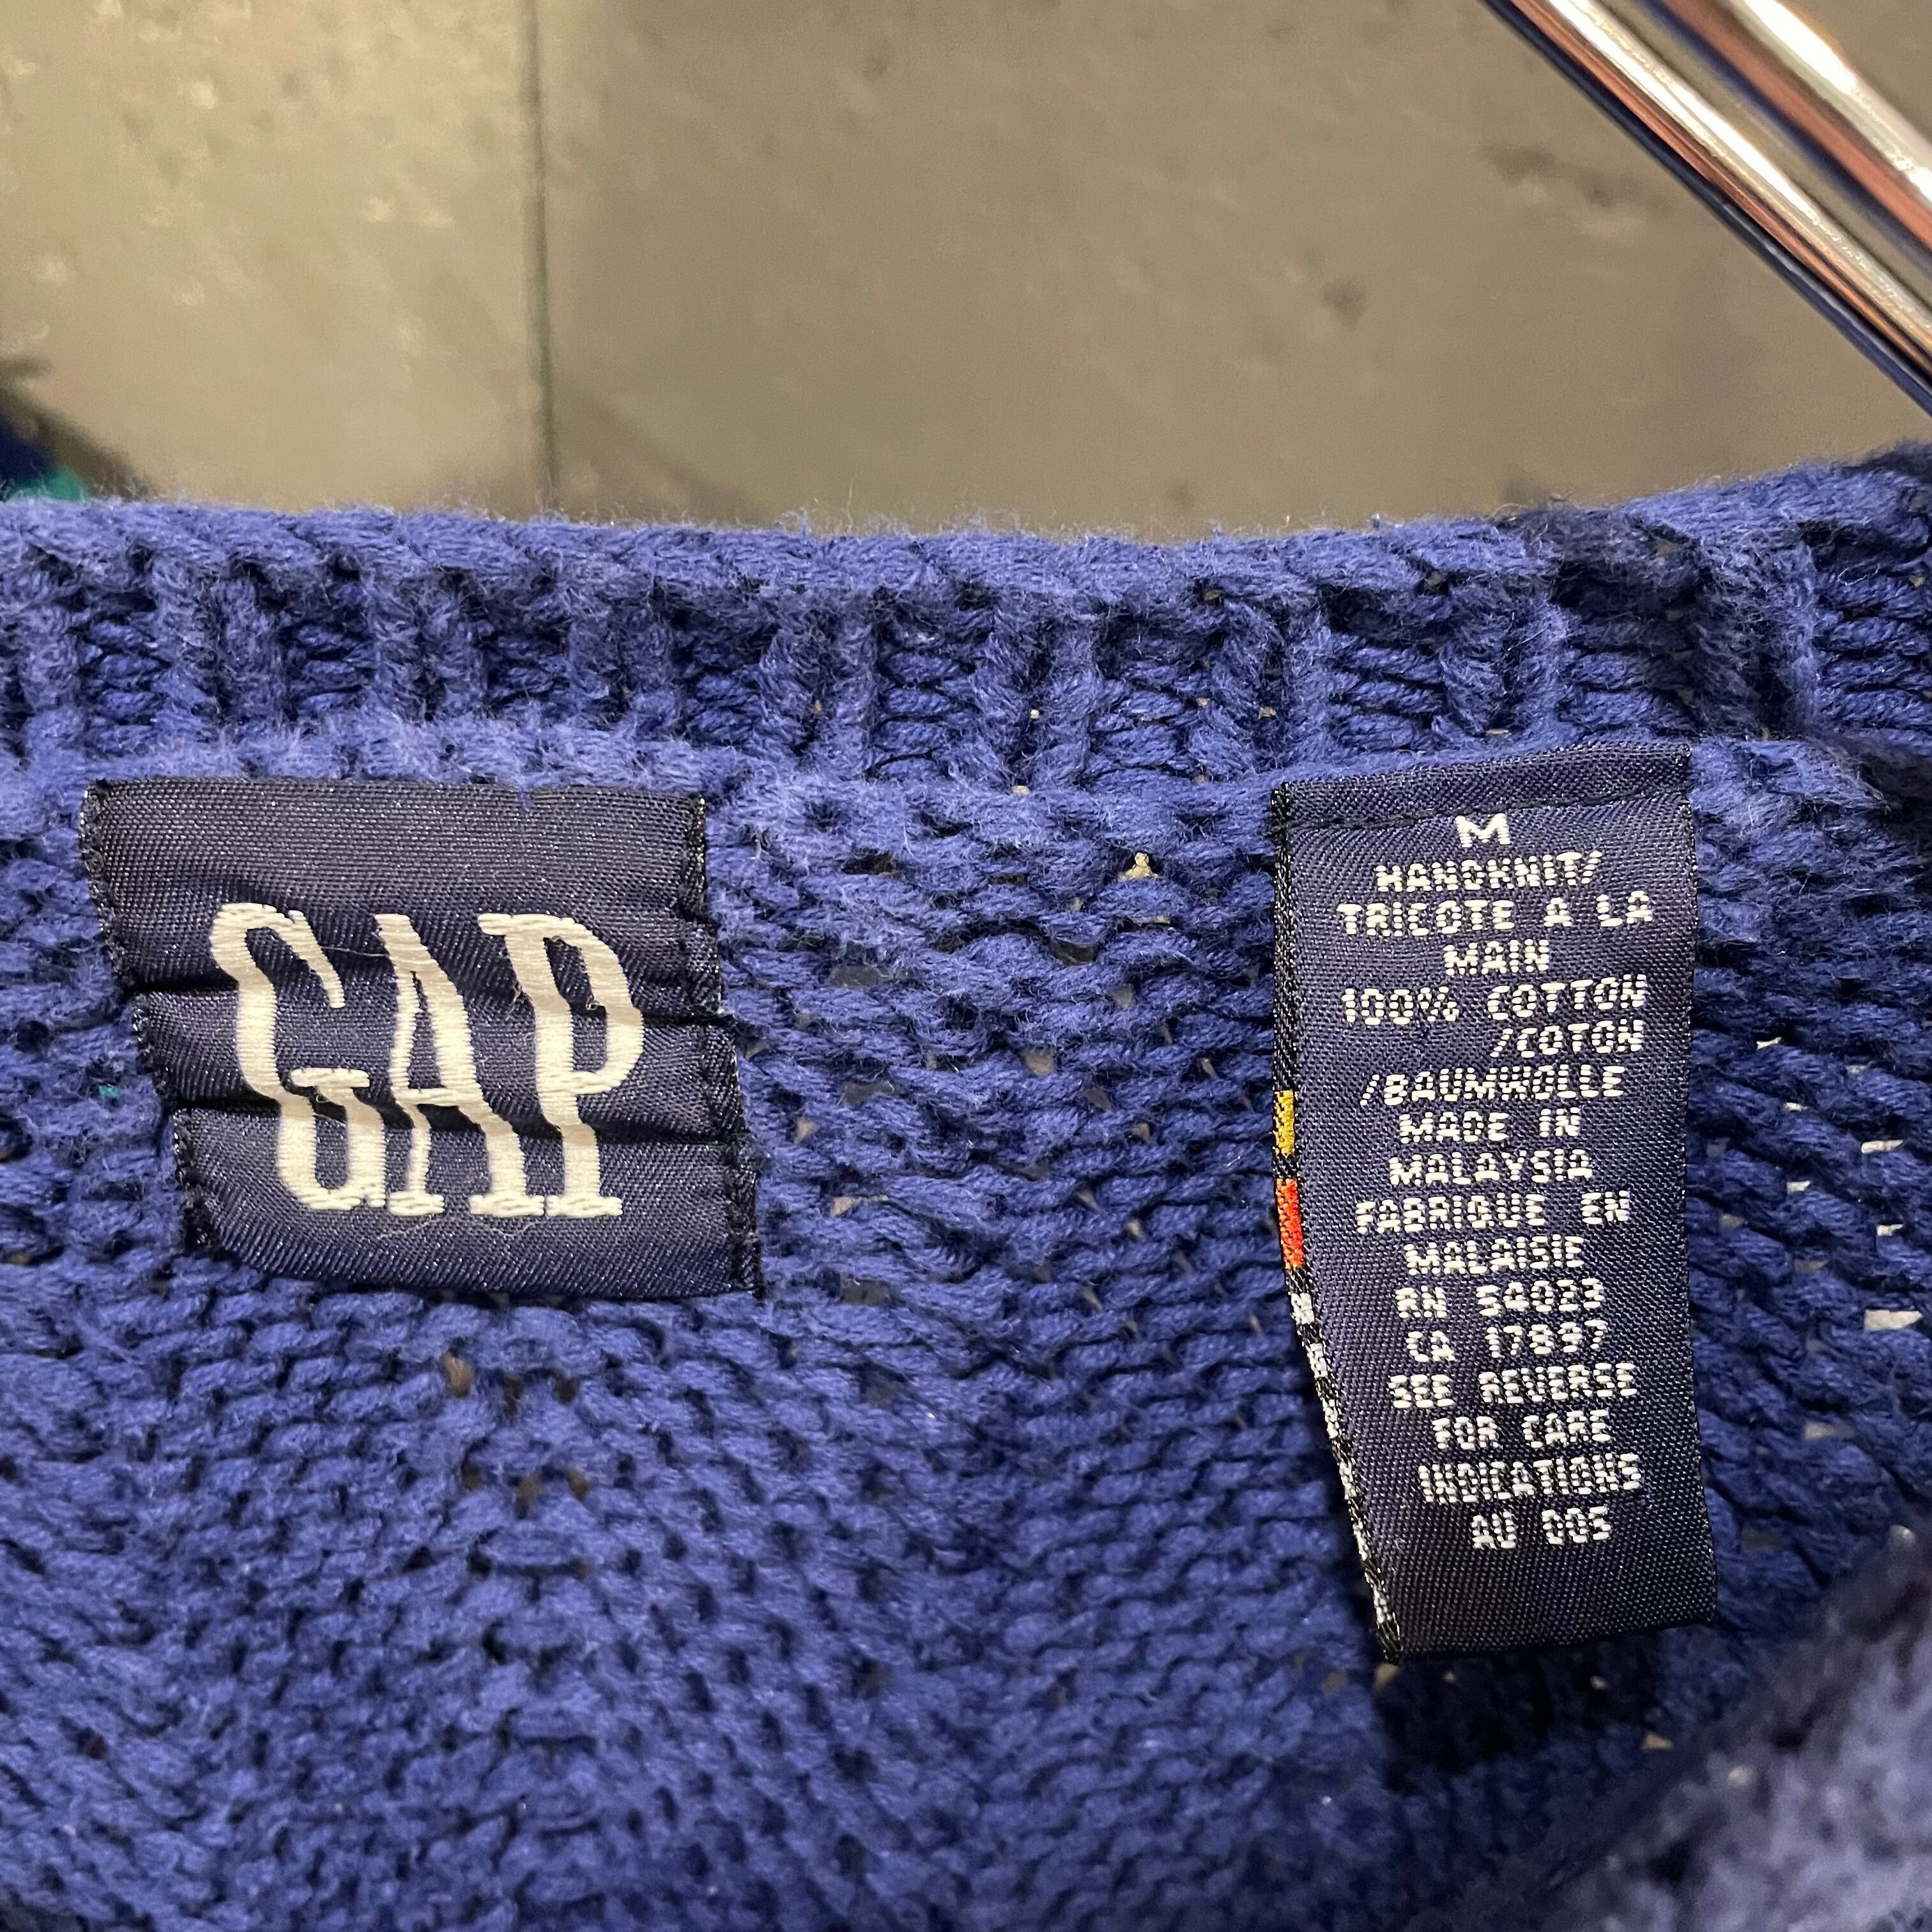 GAP
M
HANDKNIT/
TRICOTE A LA
MAIN
100% COTTON
/COTON
/BAUMWOLLE
MADE IN
MALAYSIA
FABRIQUE EN
MALAISIE
RN 54023
CA 17897
SEE REVERSE
FOR CARE
INDICATIONS
AU DOS